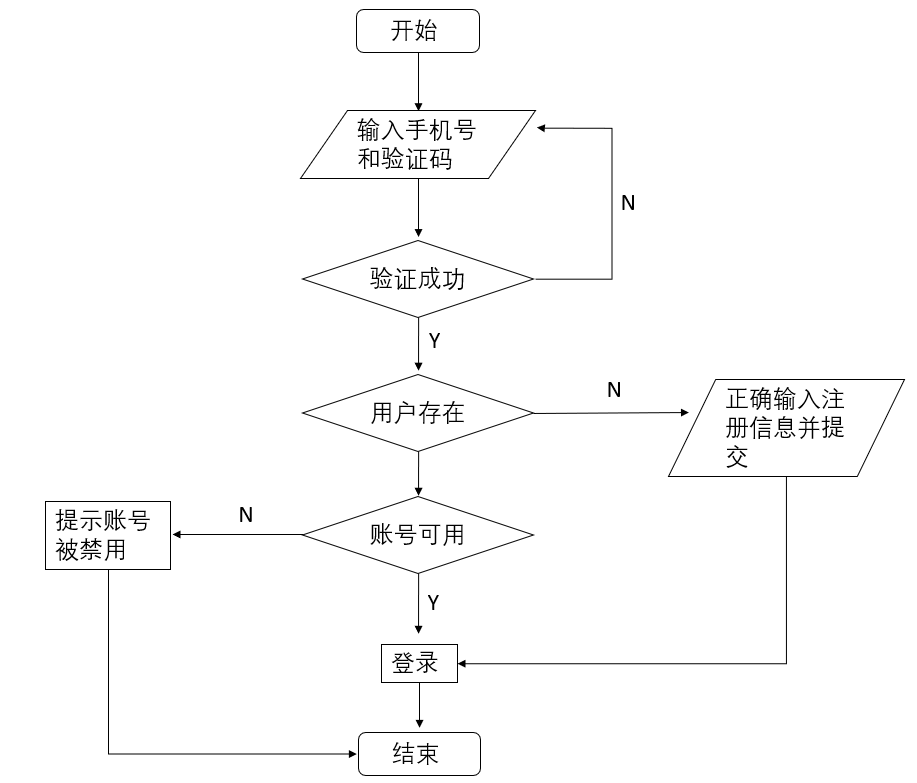 开始
输入手机号
和验证码
N
验证成功
Y
用户存在
N
正确输入注
册信息并提
交
账号可用
N
提示账号
被禁用
Y
登录
结束